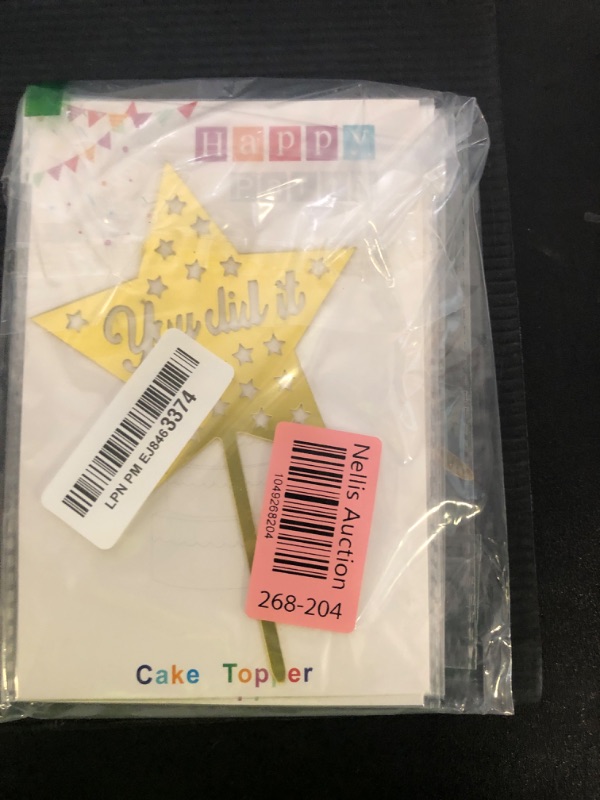 Happy
You did it
LPN PM EJ8463374
Nellis Auction
1049268204
268-204
Cake Topper